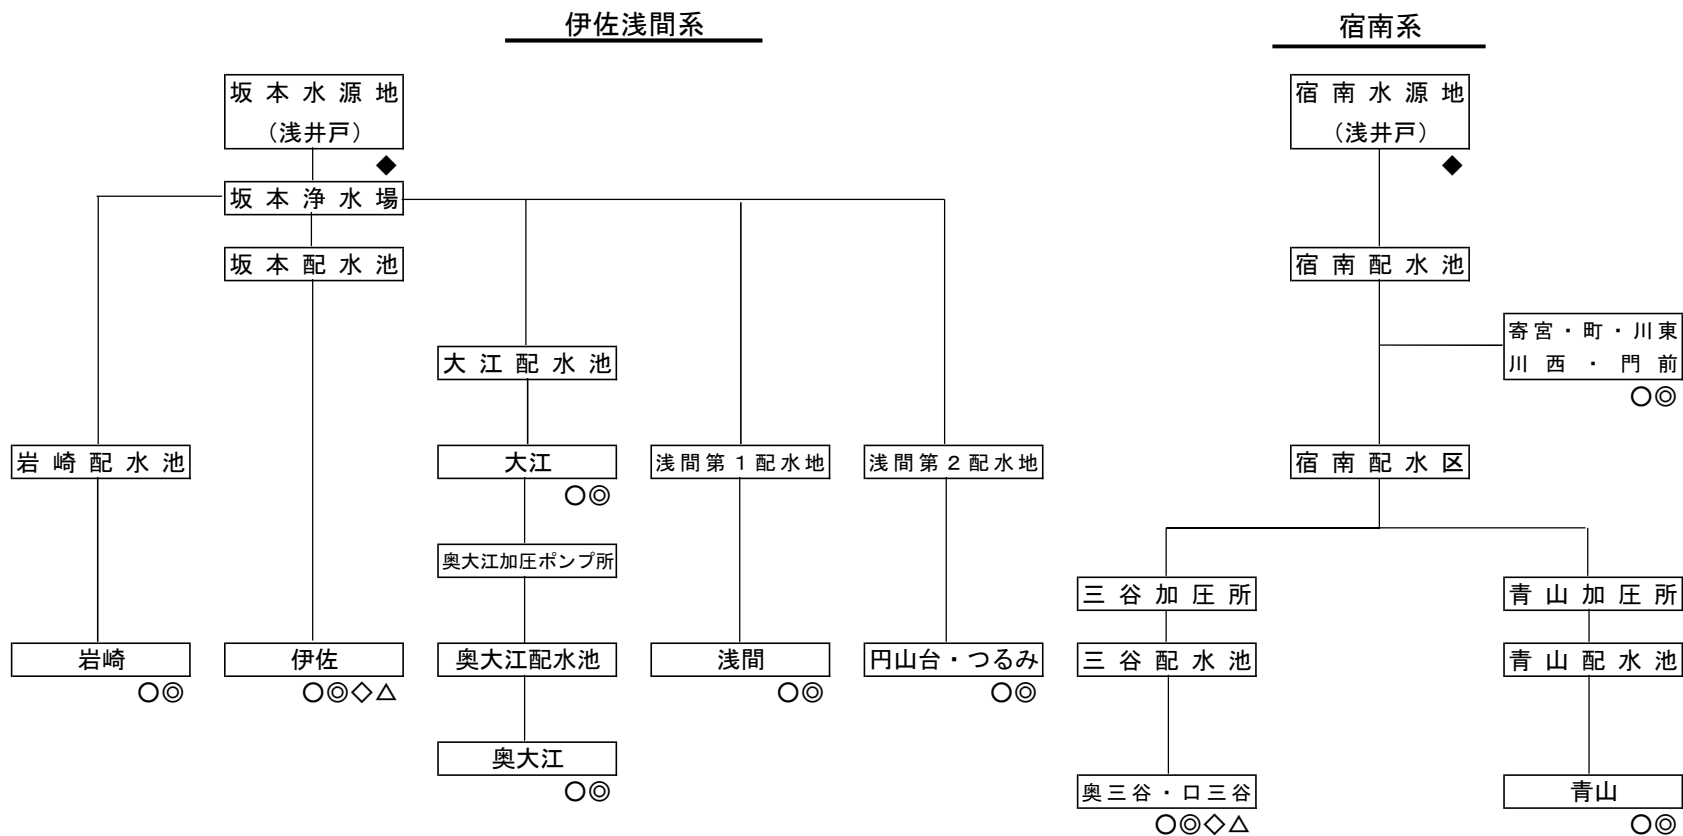 伊佐浅間系
宿南系
坂本水源地
（浅井戸）
◆
宿南水源地
（浅井戸）
◆
坂本浄水場
坂本配水池
宿南配水池
寄宮・町・川東
川西・門前
○◎
大江配水池
岩崎配水池
大江
○◎
浅間第１配水地
浅間第２配水地
宿南配水区
奥大江加圧ポンプ所
三谷加圧所
青山加圧所
岩崎
○◎
伊佐
○◎◇△
奥大江配水池
浅間
○◎
円山台・つるみ
○◎
三谷配水池
青山配水池
奥大江
○◎
奥三谷・口三谷
○◎◇△
青山
○◎